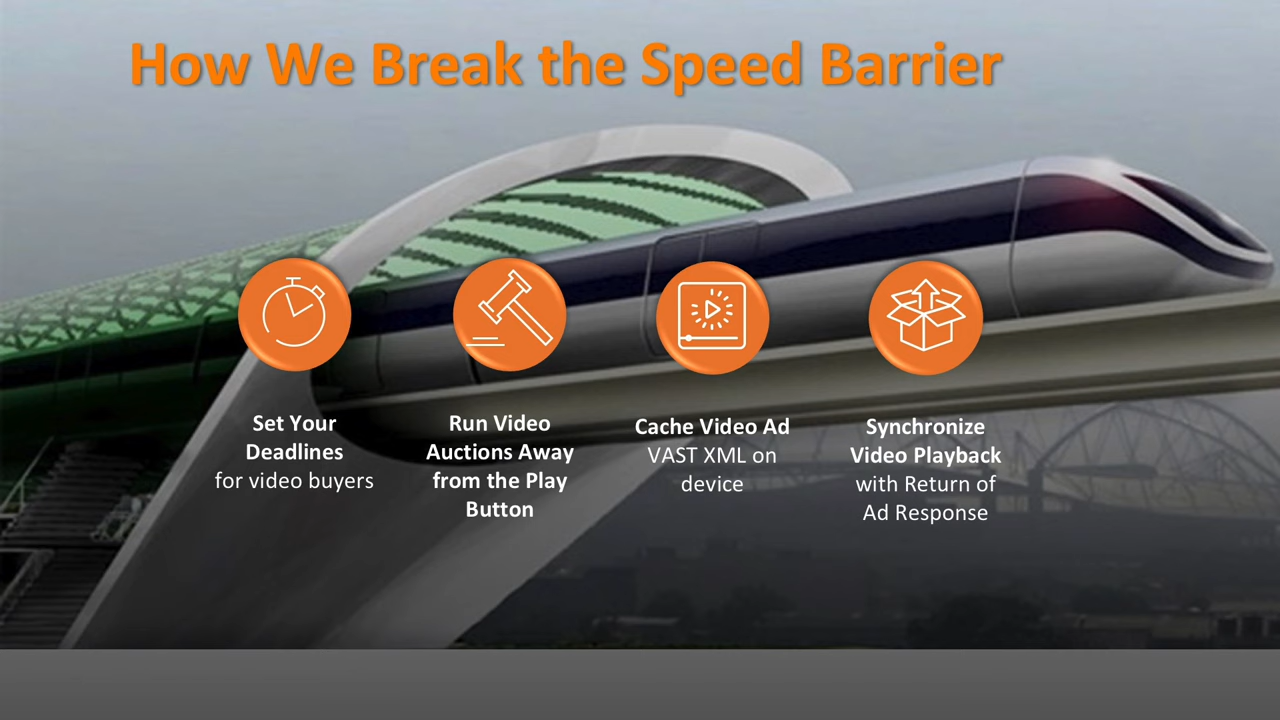 How We Break the Speed Barrier
Set Your
Deadlines
for video buyers
Run Video
Auctions Away
from the Play
Button
Cache Video Ad
VAST XML on
device
Synchronize
Video Playback
with Return of
Ad Response